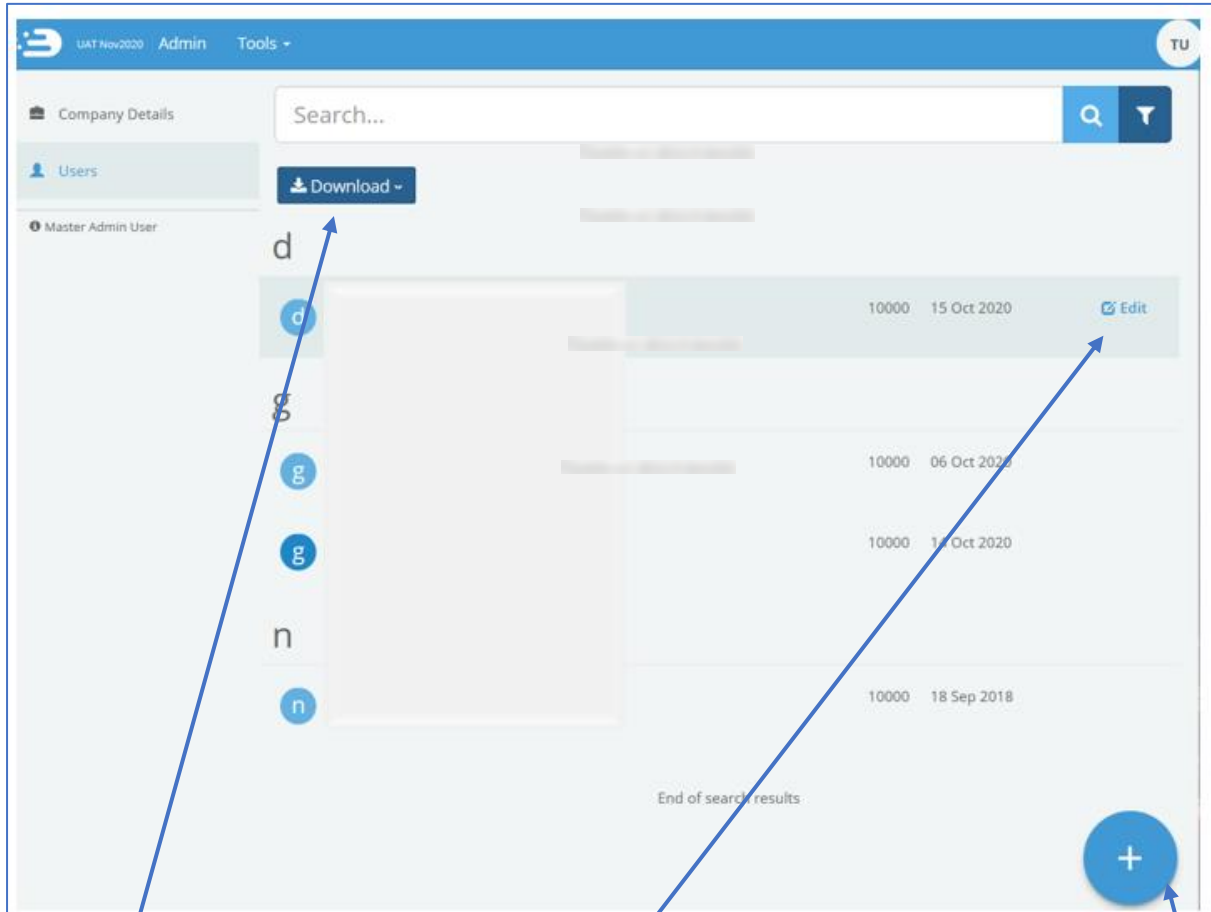 UAT Nov2020 Admin Tools TU
Company Details
Search...
Users
Download
Master Admin User
d
d 10000 15 Oct 2020 Edit
g
g 10000 06 Oct 2020
g 10000 14 Oct 2020
n
n 10000 18 Sep 2018
End of search results
+